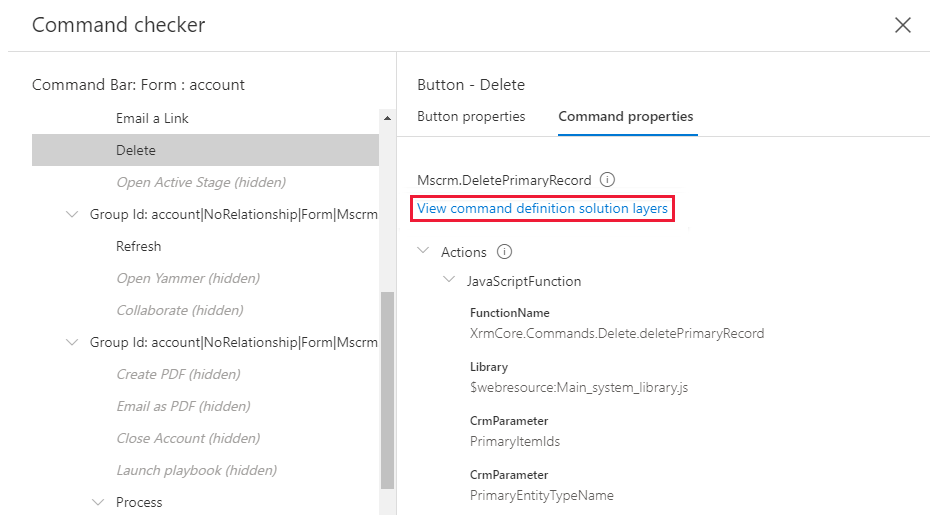 Command checker
Command Bar: Form : account
Email a Link
Delete
Open Active Stage (hidden)
Group Id: account|NoRelationship|Form|Mscrm
Refresh
Open Yammer (hidden)
Collaborate (hidden)
Group Id: account|NoRelationship|Form|Mscrm
Create PDF (hidden)
Email as PDF (hidden)
Close Account (hidden)
Launch playbook (hidden)
Process
Button - Delete
Button properties
Command properties
Mscrm.DeletePrimaryRecord
View command definition solution layers
Actions
JavaScriptFunction
FunctionName
XrmCore.Commands.Delete.deletePrimaryRecord
Library
$webresource:Main_system_library.js
CrmParameter
PrimaryItemIds
CrmParameter
PrimaryEntityTypeName